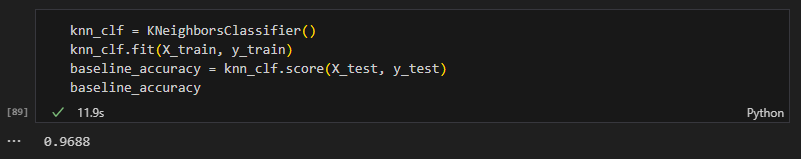 knn_clf = KNeighborsClassifier()
knn_clf.fit(X_train, y_train)
baseline_accuracy = knn_clf.score(X_test, y_test)
baseline_accuracy
[89] ✓ 11.9s Python
... 0.9688